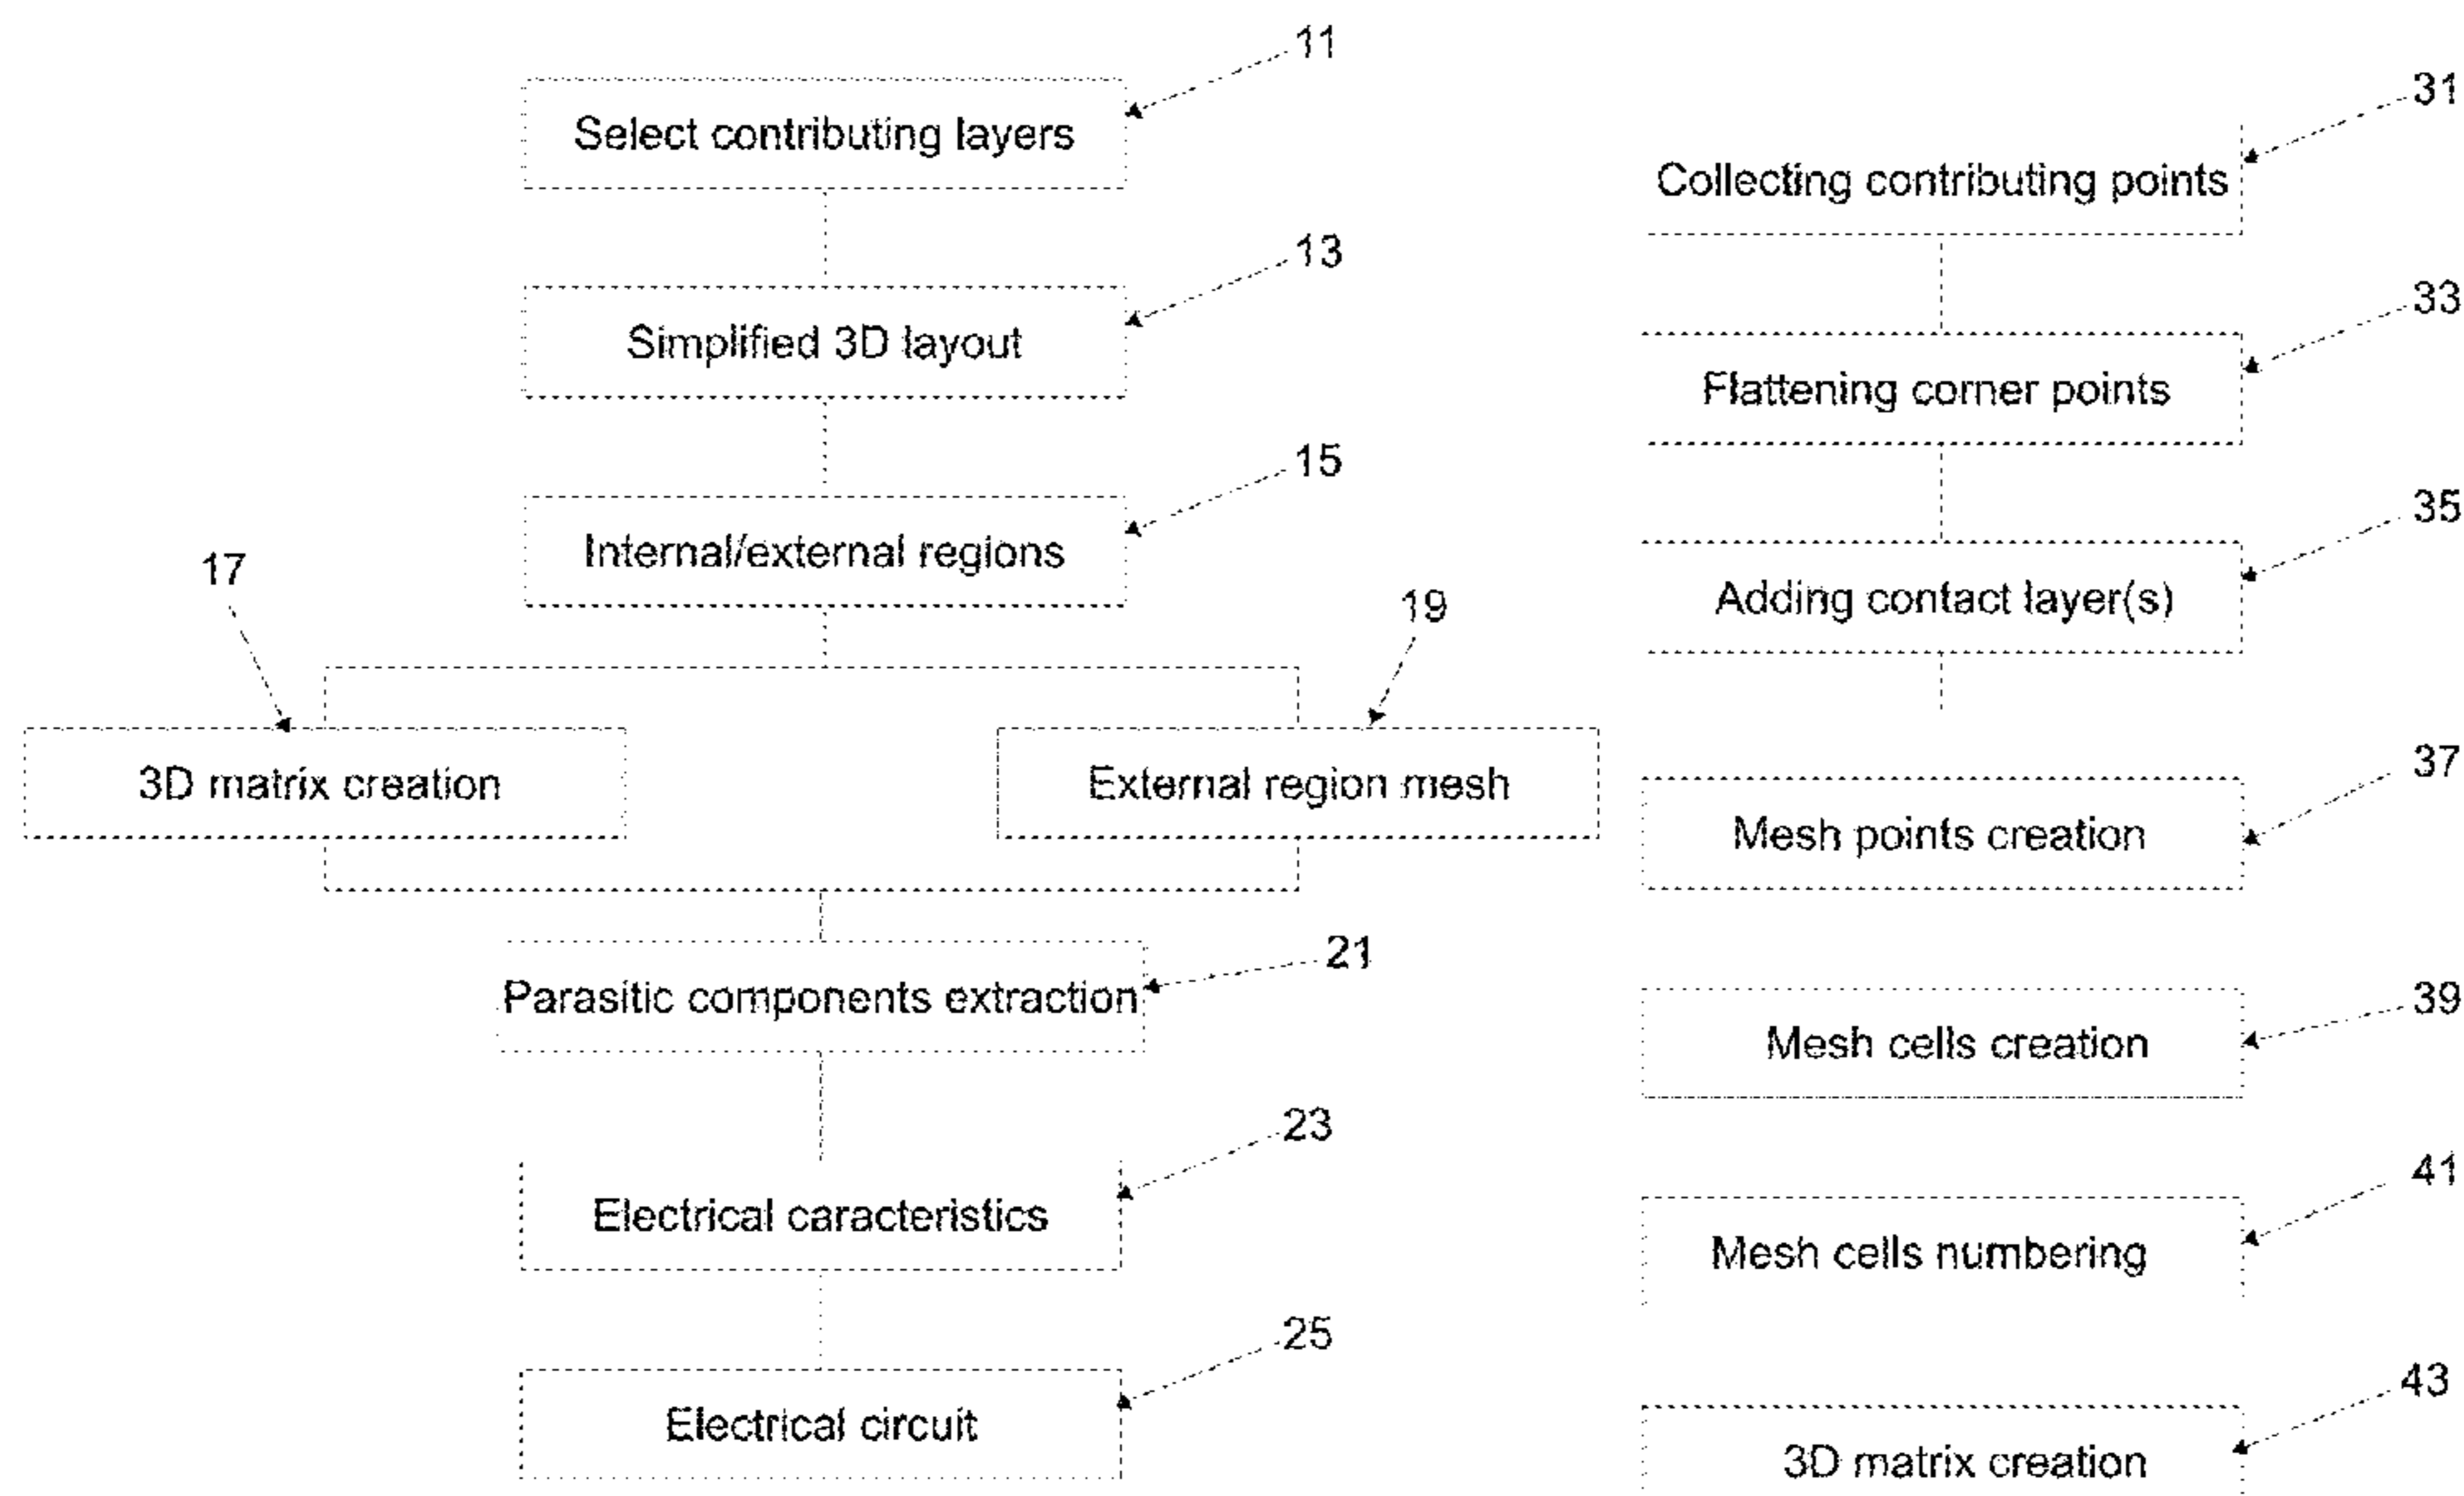 11
Select contributing layers
13
Simplified 3D layout
15
Internal/external regions
17
19
3D matrix creation
External region mesh
21
Parasitic components extraction
23
Electrical caracteristics
25
Electrical circuit
31
Collecting contributing points
33
Flattening corner points
35
Adding contact layer(s)
37
Mesh points creation
39
Mesh cells creation
41
Mesh cells numbering
43
3D matrix creation